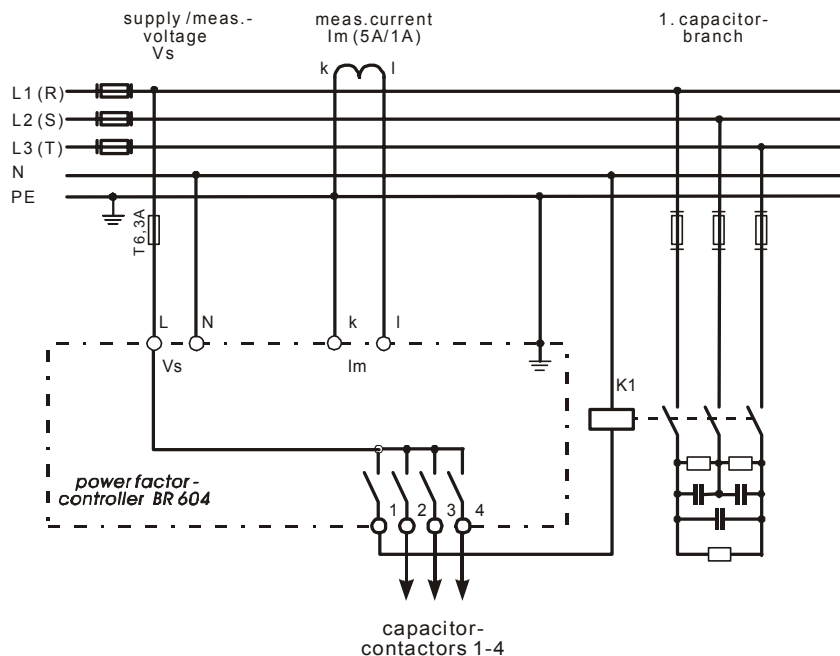 supply/meas.-
voltage
Vs
meas.current
Im (5A/1A)
1. capacitor-
branch
k l
L1 (R)
L2 (S)
L3 (T)
N
PE
T6,3A
L N k l
Vs Im
K1
power factor-
controller BR 604
1 2 3 4
capacitor-
contactors 1-4